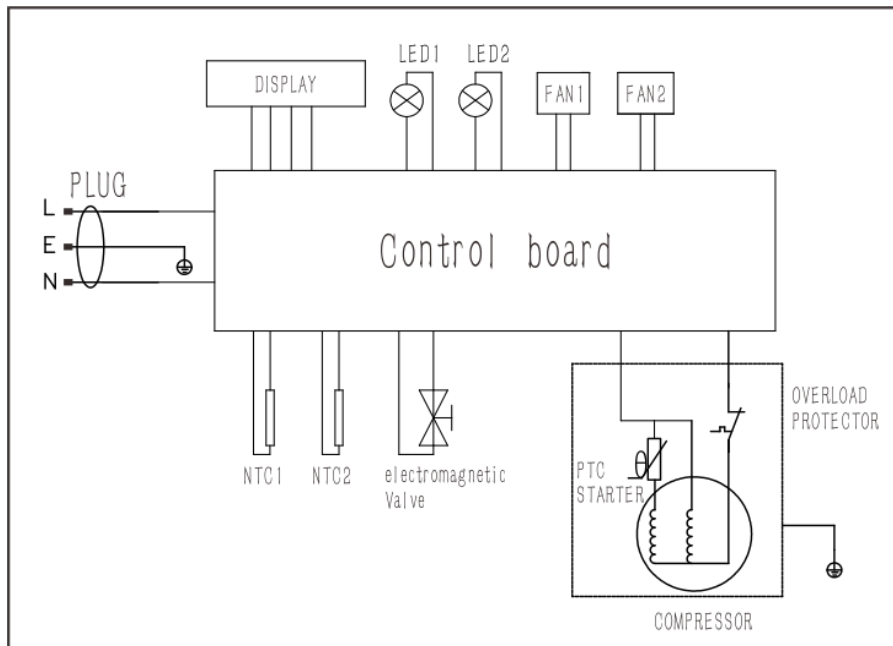 LED1
LED2
DISPLAY
FAN1
FAN2
PLUG
L
E
N
Control board
OVERLOAD
PROTECTOR
NTC1
NTC2
electromagnetic
Valve
PTC
STARTER
θ
COMPRESSOR